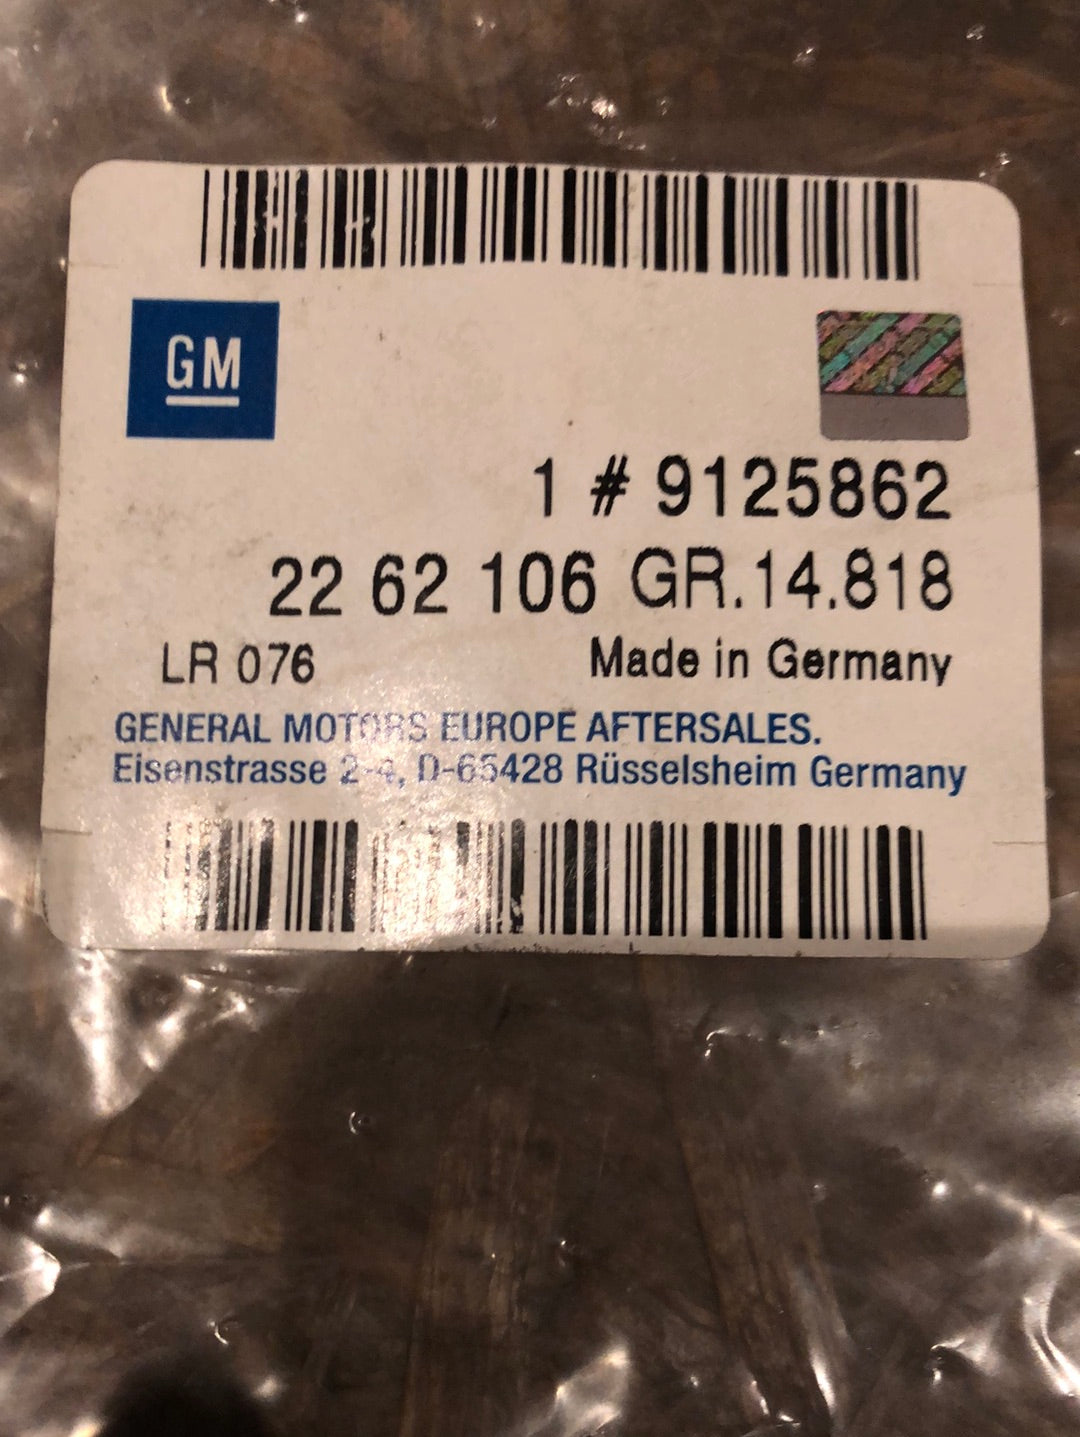 GM
1 # 9125862
22 62 106 GR.14.818
LR 076 Made in Germany
GENERAL MOTORS EUROPE AFTERSALES.
Eisenstrasse 2-4, D-65428 Rüsselsheim Germany